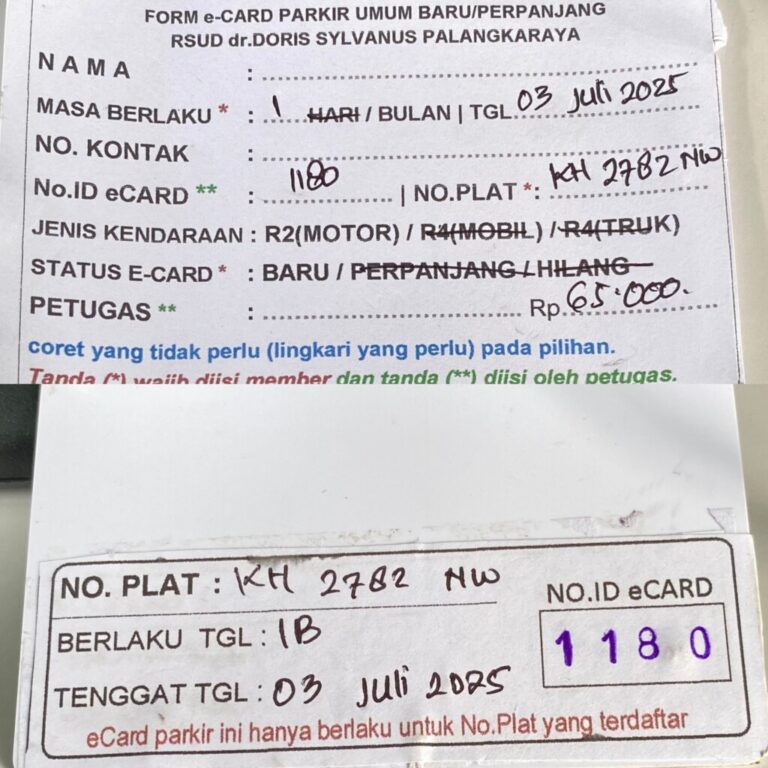 FORM e-CARD PARKIR UMUM BARU/PERPANJANG
RSUD dr.DORIS SYLVANUS PALANGKARAYA
NAMA :
MASA BERLAKU * : 1 HARI / BULAN | TGL 03 Juli 2025
NO. KONTAK :
No.ID eCARD ** : 1180 | NO.PLAT *: KH 2782 NW
JENIS KENDARAAN : R2(MOTOR) / R4(MOBIL) / R4(TRUK)
STATUS E-CARD * : BARU / PERPANJANG / HILANG
PETUGAS ** : Rp 65.000.
coret yang tidak perlu (lingkari yang perlu) pada pilihan.
Tanda (*) wajib diisi member dan tanda (**) diisi oleh petugas.
NO. PLAT : KH 2782 NW
NO.ID eCARD
1180
BERLAKU TGL : 1B
TENGGAT TGL : 03 Juli 2025
eCard parkir ini hanya berlaku untuk No.Plat yang terdaftar